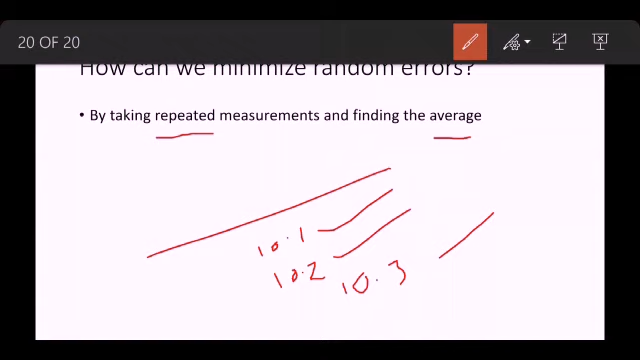 20 OF 20
How can we minimize random errors?
• By taking repeated measurements and finding the average
10.1
10.2
10.3